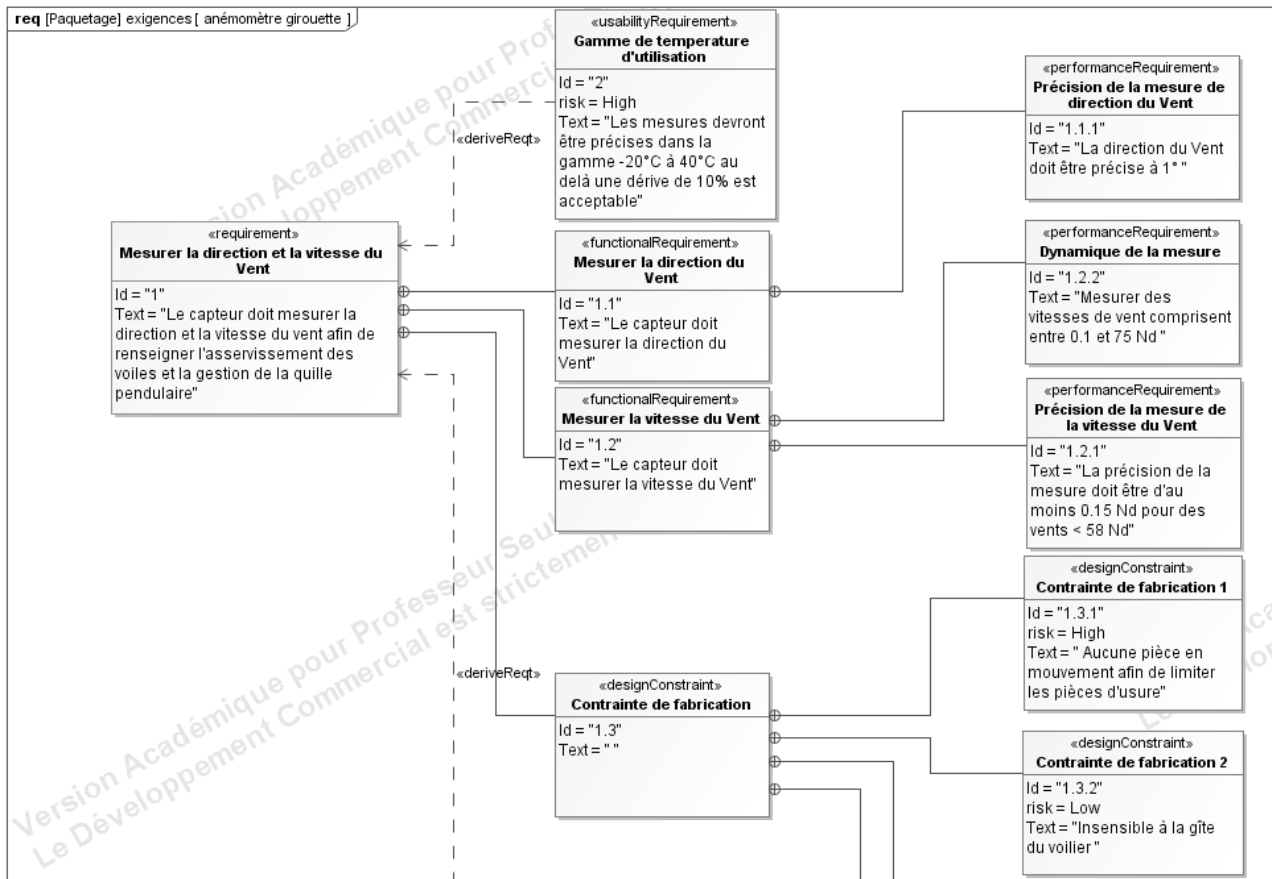 req [Paquetage] exigences [ anémomètre girouette ]
«usabilityRequirement»
Gamme de temperature
d'utilisation
Id = "2"
risk = High
Text = "Les mesures devront
être précises dans la
gamme -20°C à 40°C au
delà une dérive de 10% est
acceptable"
«deriveReqt»
«requirement»
Mesurer la direction et la vitesse du
Vent
Id = "1"
Text = "Le capteur doit mesurer la
direction et la vitesse du vent afin de
renseigner l'asservissement des
voiles et la gestion de la quille
pendulaire"
«functionalRequirement»
Mesurer la direction du
Vent
Id = "1.1"
Text = "Le capteur doit
mesurer la direction du
Vent"
«functionalRequirement»
Mesurer la vitesse du Vent
Id = "1.2"
Text = "Le capteur doit
mesurer la vitesse du Vent"
«deriveReqt»
«designConstraint»
Contrainte de fabrication
Id = "1.3"
Text = " "
«performanceRequirement»
Précision de la mesure de
direction du Vent
Id = "1.1.1"
Text = "La direction du Vent
doit être précise à 1° "
«performanceRequirement»
Dynamique de la mesure
Id = "1.2.2"
Text = "Mesurer des
vitesses de vent comprisent
entre 0.1 et 75 Nd "
«performanceRequirement»
Précision de la mesure de
la vitesse du Vent
Id = "1.2.1"
Text = "La précision de la
mesure doit être d'au
moins 0.15 Nd pour des
vents < 58 Nd"
«designConstraint»
Contrainte de fabrication 1
Id = "1.3.1"
risk = High
Text = " Aucune pièce en
mouvement afin de limiter
les pièces d'usure"
«designConstraint»
Contrainte de fabrication 2
Id = "1.3.2"
risk = Low
Text = "Insensible à la gîte
du voilier "
Version Académique pour Professeur Seul
Le Développement Commercial est strictemen